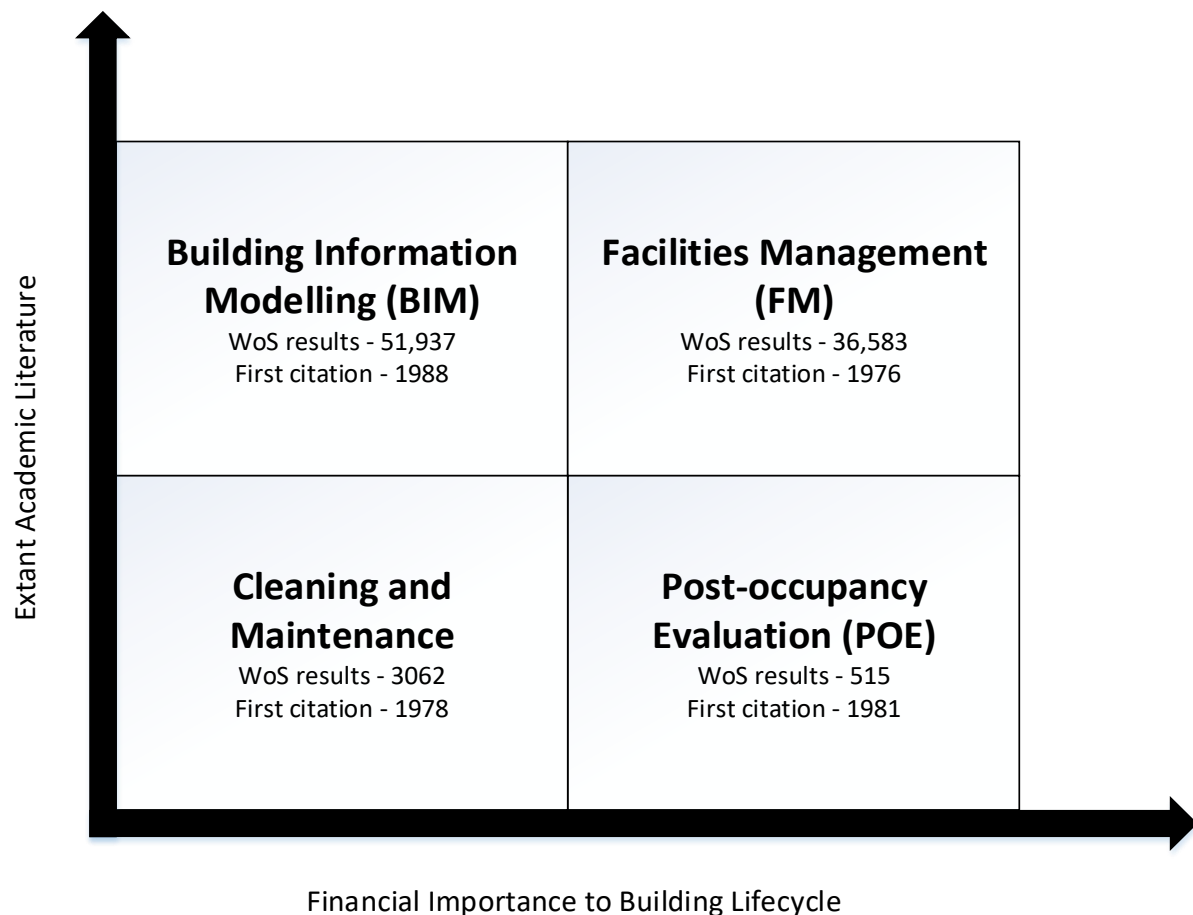 Extant Academic Literature
Building Information
Modelling (BIM)
WoS results - 51,937
First citation - 1988
Facilities Management
(FM)
WoS results - 36,583
First citation - 1976
Cleaning and
Maintenance
WoS results - 3062
First citation - 1978
Post-occupancy
Evaluation (POE)
WoS results - 515
First citation - 1981
Financial Importance to Building Lifecycle